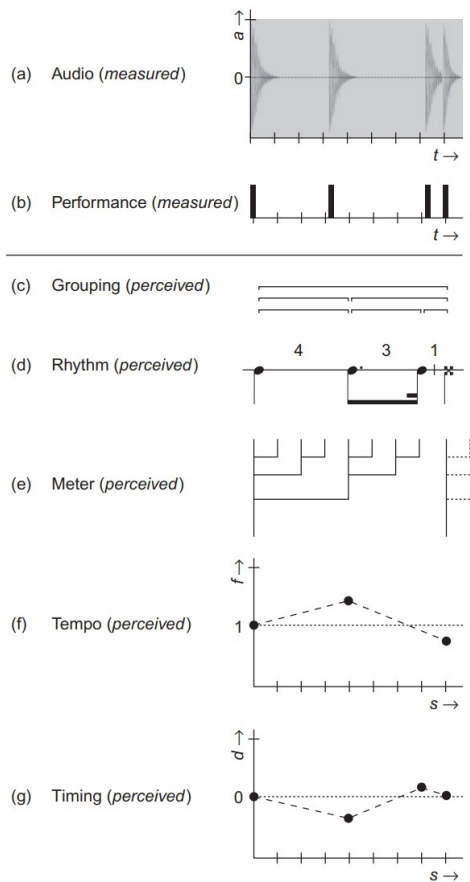 a →
1
(a) Audio (measured)
0
t →
(b) Performance (measured)
t →
(c) Grouping (perceived)
4 3 1
(d) Rhythm (perceived)
(e) Meter (perceived)
f →
(f) Tempo (perceived)
1
s →
d →
(g) Timing (perceived)
0
s →